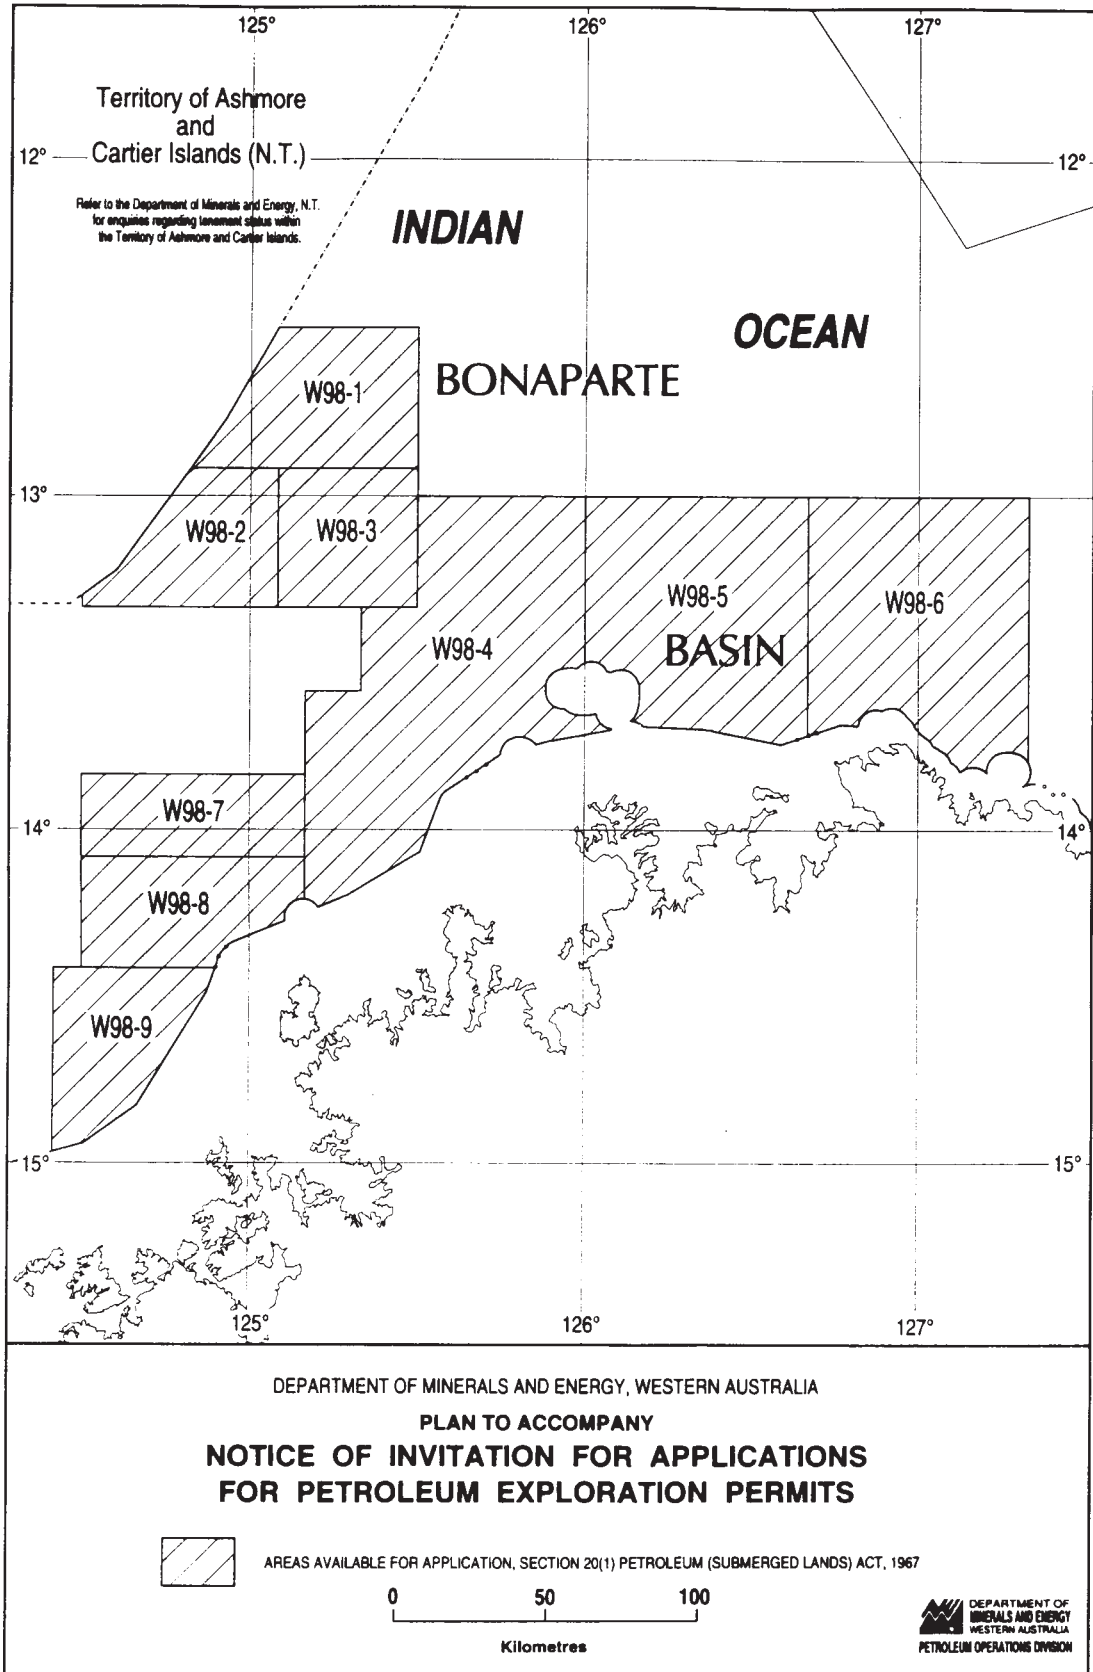 125°
126°
127°
Territory of Ashmore
and
Cartier Islands (N.T.)
12°
12°
Refer to the Department of Minerals and Energy, N.T.
for enquiries regarding tenement status within
the Territory of Ashmore and Cartier Islands.
INDIAN
OCEAN
BONAPARTE
W98-1
13°
W98-2
W98-3
W98-5
W98-6
W98-4
BASIN
W98-7
14°
14°
W98-8
W98-9
15°
15°
125°
126°
127°
DEPARTMENT OF MINERALS AND ENERGY, WESTERN AUSTRALIA
PLAN TO ACCOMPANY
NOTICE OF INVITATION FOR APPLICATIONS
FOR PETROLEUM EXPLORATION PERMITS
AREAS AVAILABLE FOR APPLICATION, SECTION 20(1) PETROLEUM (SUBMERGED LANDS) ACT, 1967
0 50 100
Kilometres
DEPARTMENT OF
MINERALS AND ENERGY
WESTERN AUSTRALIA
PETROLEUM OPERATIONS DIVISION